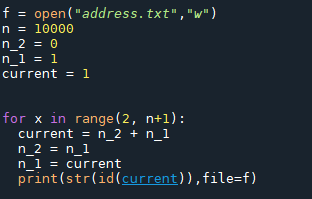 f = open("address.txt","w")
n = 10000
n_2 = 0
n_1 = 1
current = 1
for x in range(2, n+1):
  current = n_2 + n_1
  n_2 = n_1
  n_1 = current
  print(str(id(current)),file=f)